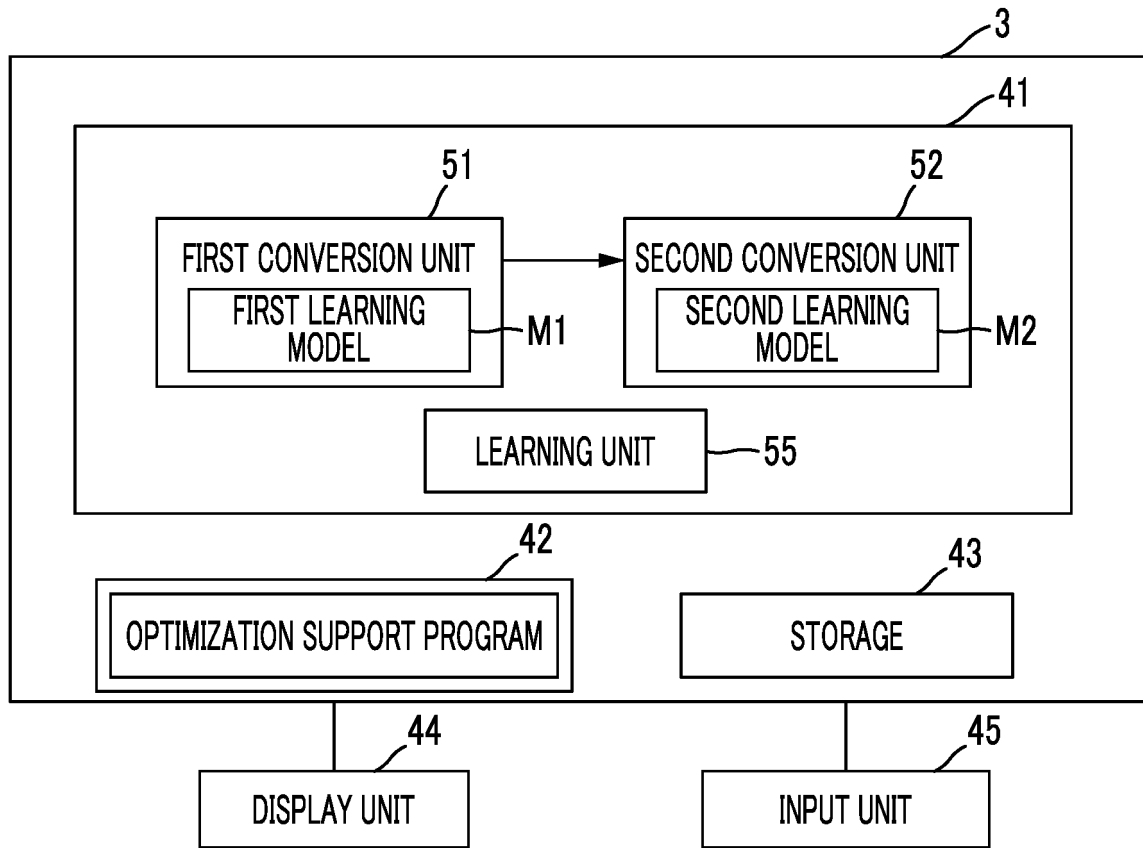 3
41
51
52
FIRST CONVERSION UNIT
SECOND CONVERSION UNIT
FIRST LEARNING
MODEL
M1
SECOND LEARNING
MODEL
M2
LEARNING UNIT
55
42
43
OPTIMIZATION SUPPORT PROGRAM
STORAGE
44
45
DISPLAY UNIT
INPUT UNIT